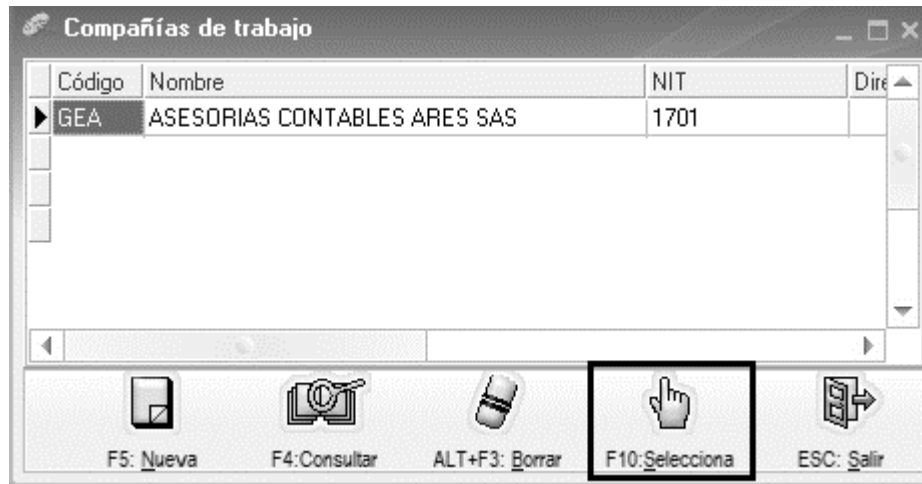 Compañías de trabajo
Código Nombre NIT Dire
GEA ASESORIAS CONTABLES ARES SAS 1701
F5: Nueva F4:Consultar ALT+F3: Borrar F10:Selecciona ESC: Salir